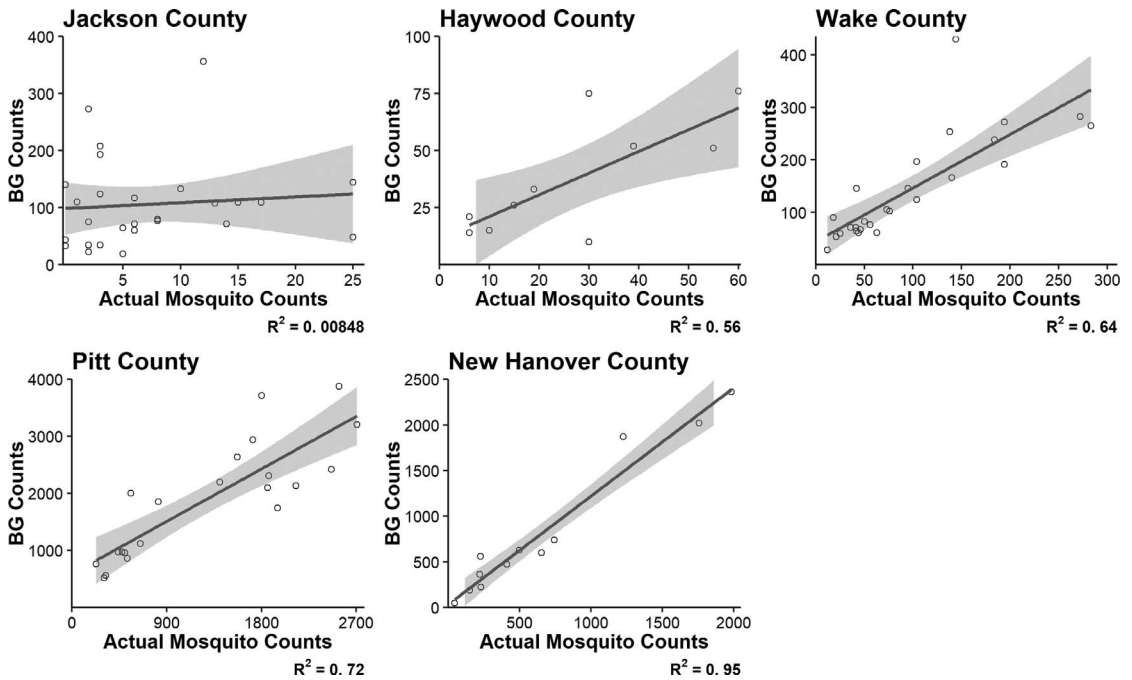 Jackson County
BG Counts
400
300
200
100
0
0 5 10 15 20 25
Actual Mosquito Counts
R² = 0. 00848
Haywood County
BG Counts
100
75
50
25
0 10 20 30 40 50 60
Actual Mosquito Counts
R² = 0. 56
Wake County
BG Counts
400
300
200
100
0 50 100 150 200 250 300
Actual Mosquito Counts
R² = 0. 64
Pitt County
BG Counts
4000
3000
2000
1000
0 900 1800 2700
Actual Mosquito Counts
R² = 0. 72
New Hanover County
BG Counts
2500
2000
1500
1000
500
0
500 1000 1500 2000
Actual Mosquito Counts
R² = 0. 95